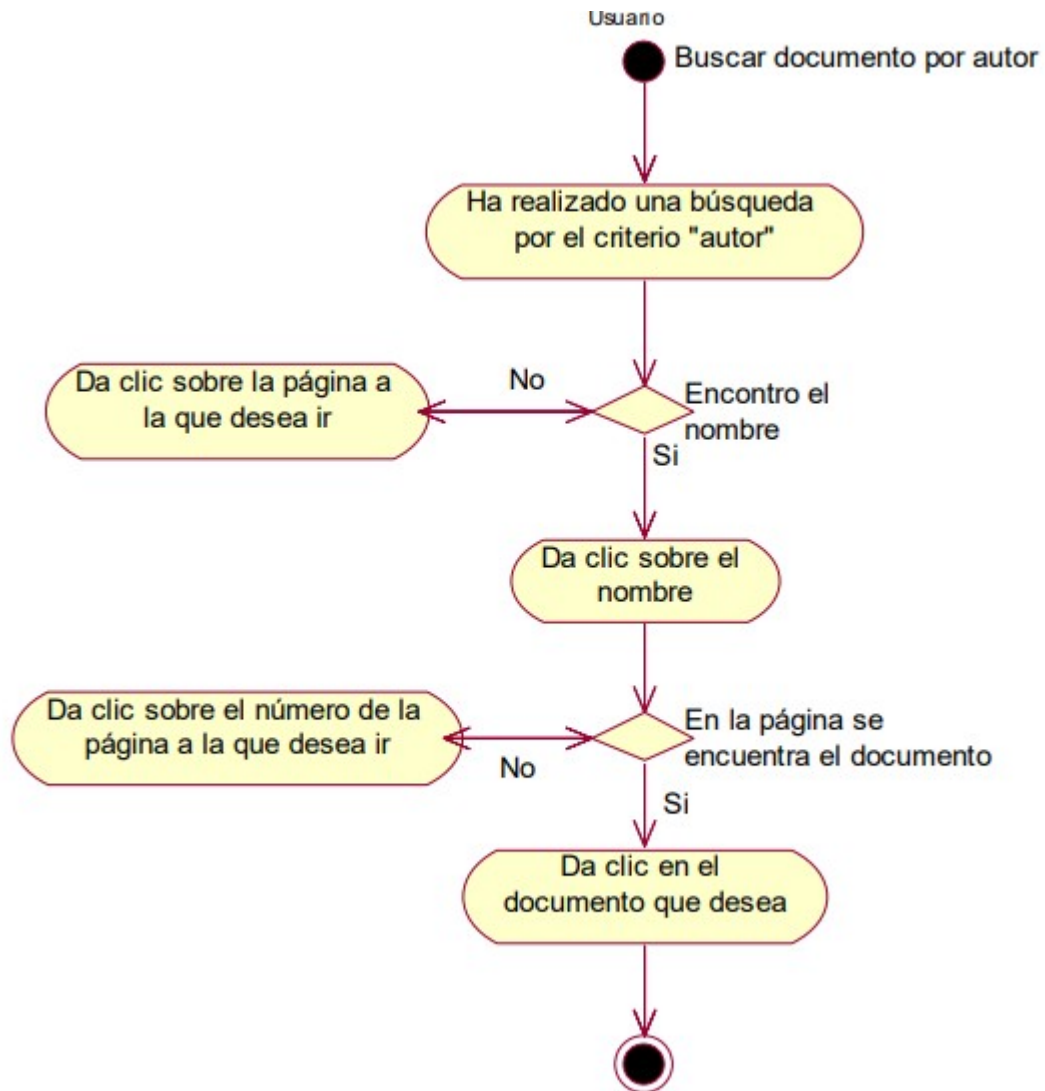 Usuario
Buscar documento por autor
Ha realizado una búsqueda
por el criterio "autor"
Da clic sobre la página a
la que desea ir
No
Encontro el
nombre
Si
Da clic sobre el
nombre
Da clic sobre el número de la
página a la que desea ir
No
En la página se
encuentra el documento
Si
Da clic en el
documento que desea